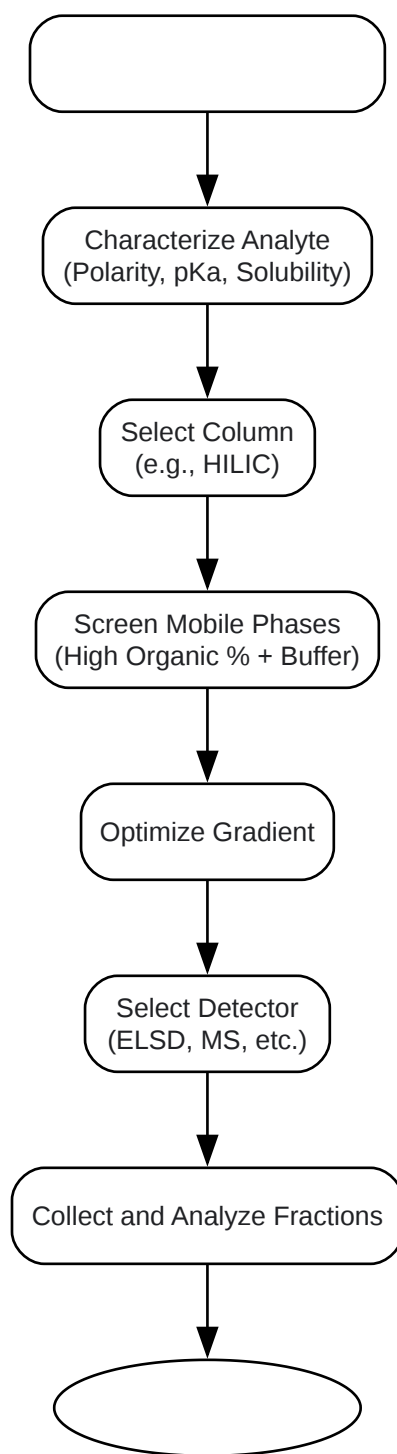 Characterize Analyte
(Polarity, pKa, Solubility)
Select Column
(e.g., HILIC)
Screen Mobile Phases
(High Organic % + Buffer)
Optimize Gradient
Select Detector
(ELSD, MS, etc.)
Collect and Analyze Fractions